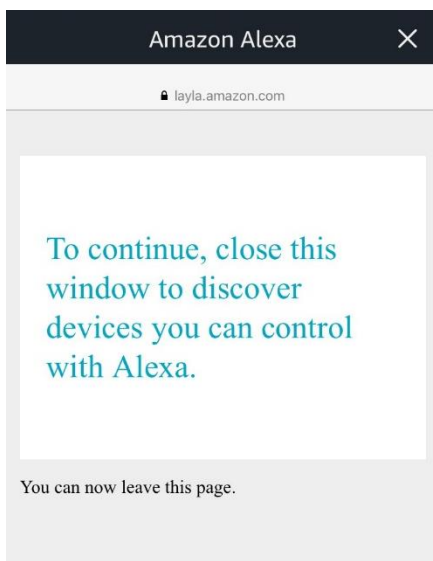 Amazon Alexa
layla.amazon.com
To continue, close this
window to discover
devices you can control
with Alexa.
You can now leave this page.